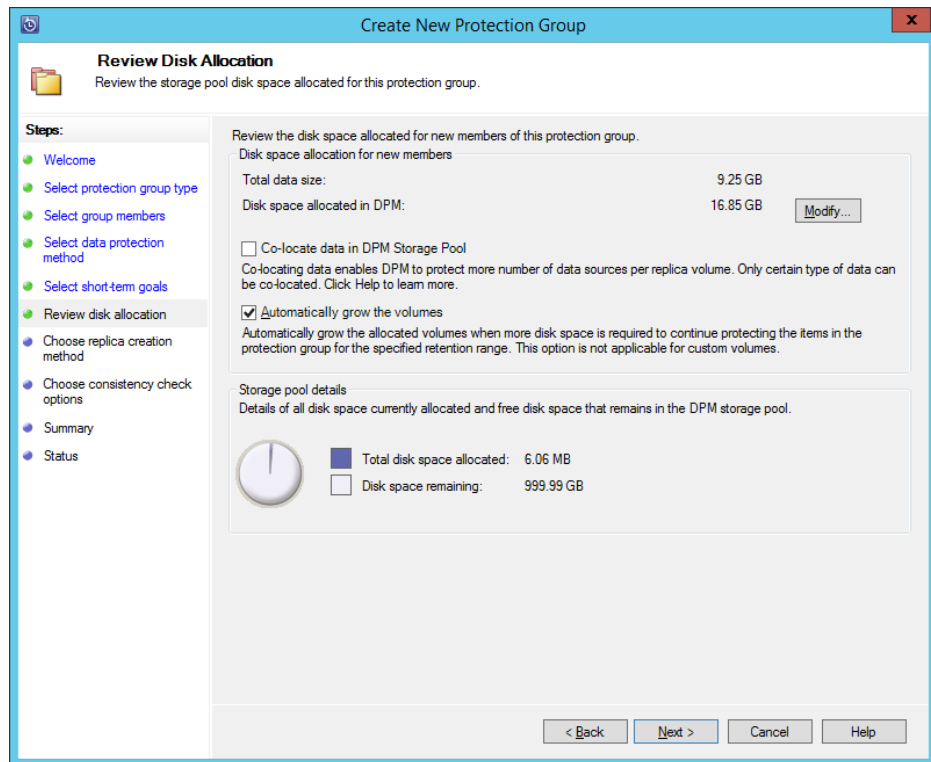 Create New Protection Group
x
Review Disk Allocation
Review the storage pool disk space allocated for this protection group.
Steps:
Welcome
Select protection group type
Select group members
Select data protection
method
Select short-term goals
Review disk allocation
Choose replica creation
method
Choose consistency check
options
Summary
Status
Review the disk space allocated for new members of this protection group.
Disk space allocation for new members
Total data size: 9.25 GB
Disk space allocated in DPM: 16.85 GB Modify...
Co-locate data in DPM Storage Pool
Co-locating data enables DPM to protect more number of data sources per replica volume. Only certain type of data can
be co-located. Click Help to learn more.
Automatically grow the volumes
Automatically grow the allocated volumes when more disk space is required to continue protecting the items in the
protection group for the specified retention range. This option is not applicable for custom volumes.
Storage pool details
Details of all disk space currently allocated and free disk space that remains in the DPM storage pool.
Total disk space allocated: 6.06 MB
Disk space remaining: 999.99 GB
< Back Next > Cancel Help